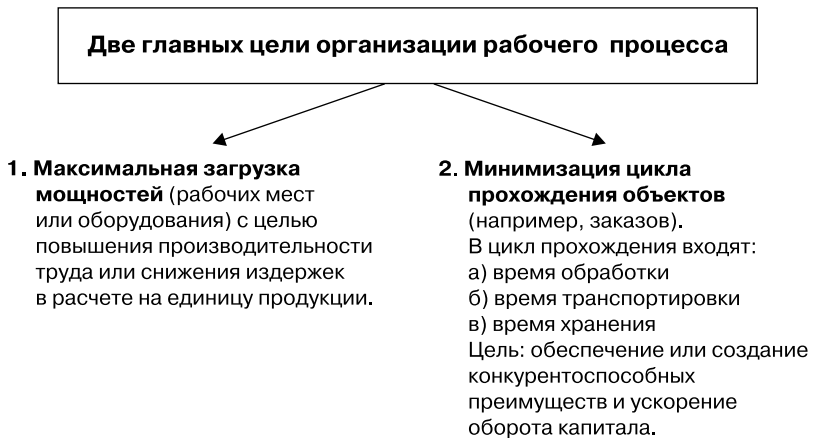 Две главных цели организации рабочего процесса
1. Максимальная загрузка
мощностей (рабочих мест
или оборудования) с целью
повышения производительности
труда или снижения издержек
в расчете на единицу продукции.
2. Минимизация цикла
прохождения объектов
(например, заказов).
В цикл прохождения входят:
а) время обработки
б) время транспортировки
в) время хранения
Цель: обеспечение или создание
конкурентоспособных
преимуществ и ускорение
оборота капитала.